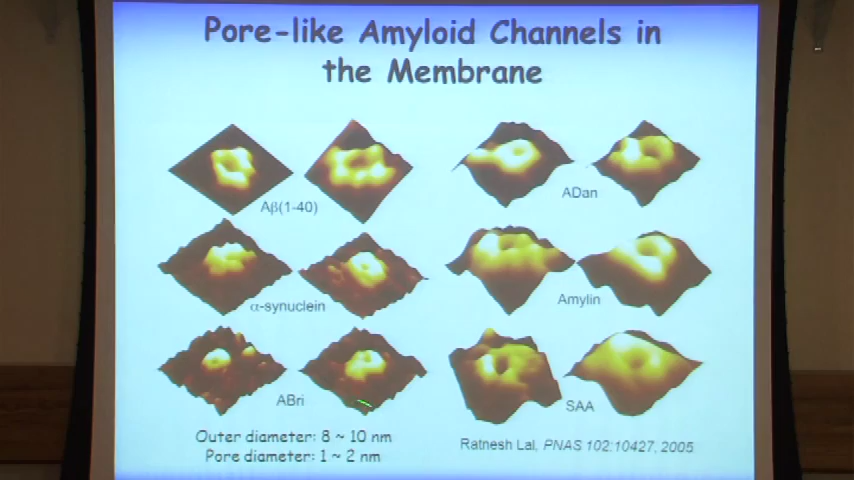 Pore-like Amyloid Channels in
the Membrane
Aβ(1-40)
ADan
α-synuclein
Amylin
ABri
SAA
Outer diameter: 8 ~ 10 nm
Pore diameter: 1 ~ 2 nm
Ratnesh Lal, PNAS 102:10427, 2005